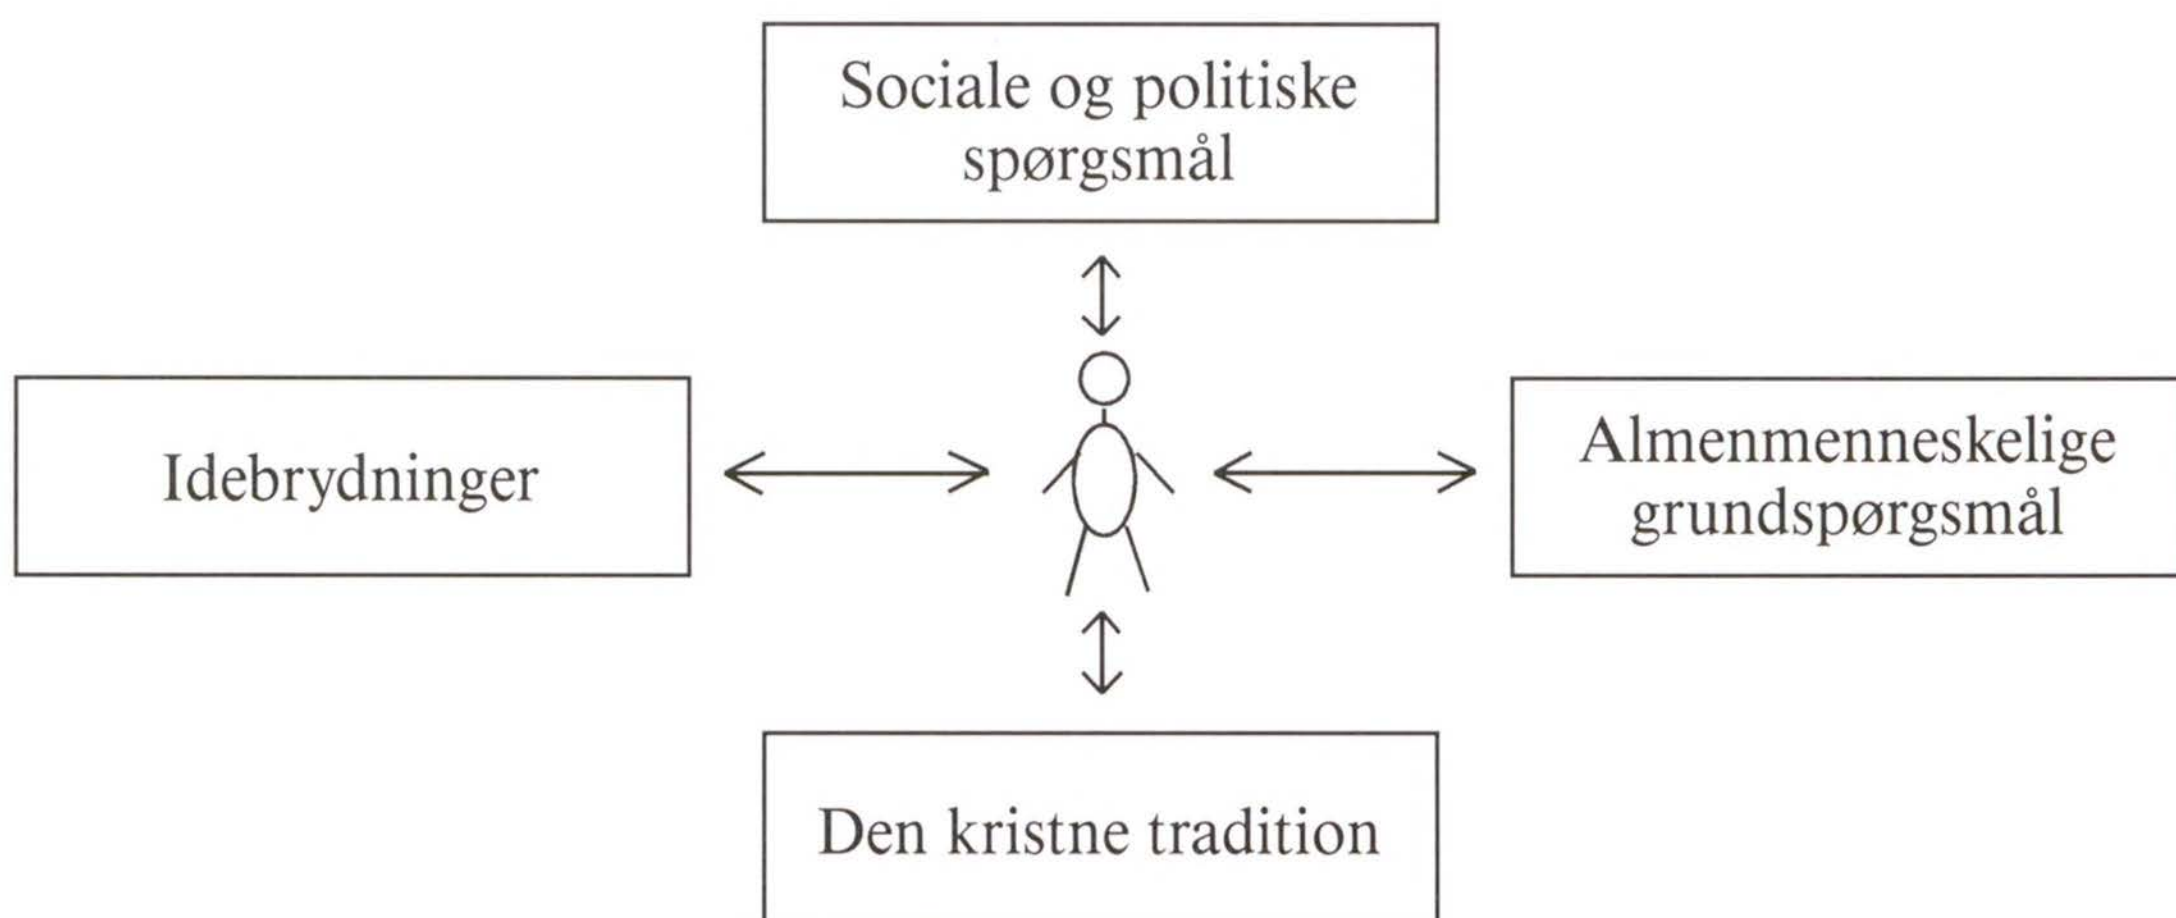 Sociale og politiske
spørgsmål
Idebrydninger
Almenmenneskelige
grundspørgsmål
Den kristne tradition